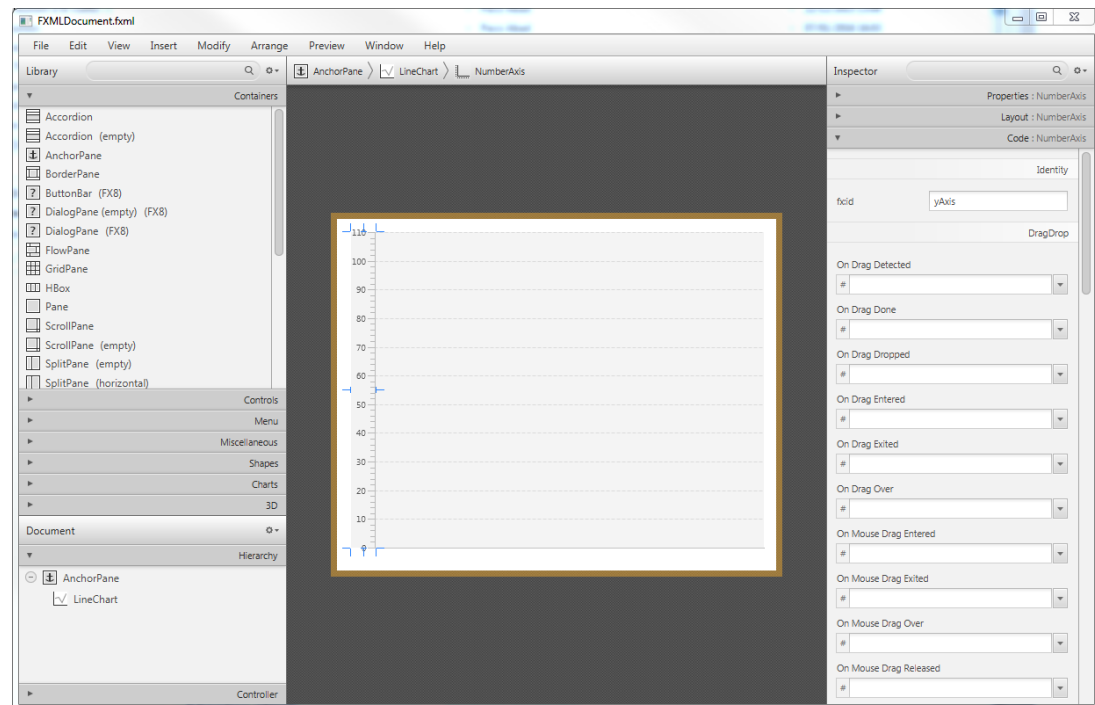 FXMLDocument.fxml
File Edit View Insert Modify Arrange Preview Window Help
Library
AnchorPane LineChart NumberAxis
Inspector
Containers
Accordion
Accordion (empty)
AnchorPane
BorderPane
ButtonBar (FX8)
DialogPane (empty) (FX8)
DialogPane (FX8)
FlowPane
GridPane
HBox
Pane
ScrollPane
ScrollPane (empty)
SplitPane (empty)
SplitPane (horizontal)
Controls
Menu
Miscellaneous
Shapes
Charts
3D
Document
Hierarchy
AnchorPane
LineChart
Controller
110
100
90
80
70
60
50
40
30
20
10
0
Properties : NumberAxis
Layout : NumberAxis
Code : NumberAxis
Identity
fx:id yAxis
DragDrop
On Drag Detected
#
On Drag Done
#
On Drag Dropped
#
On Drag Entered
#
On Drag Exited
#
On Drag Over
#
On Mouse Drag Entered
#
On Mouse Drag Exited
#
On Mouse Drag Over
#
On Mouse Drag Released
#